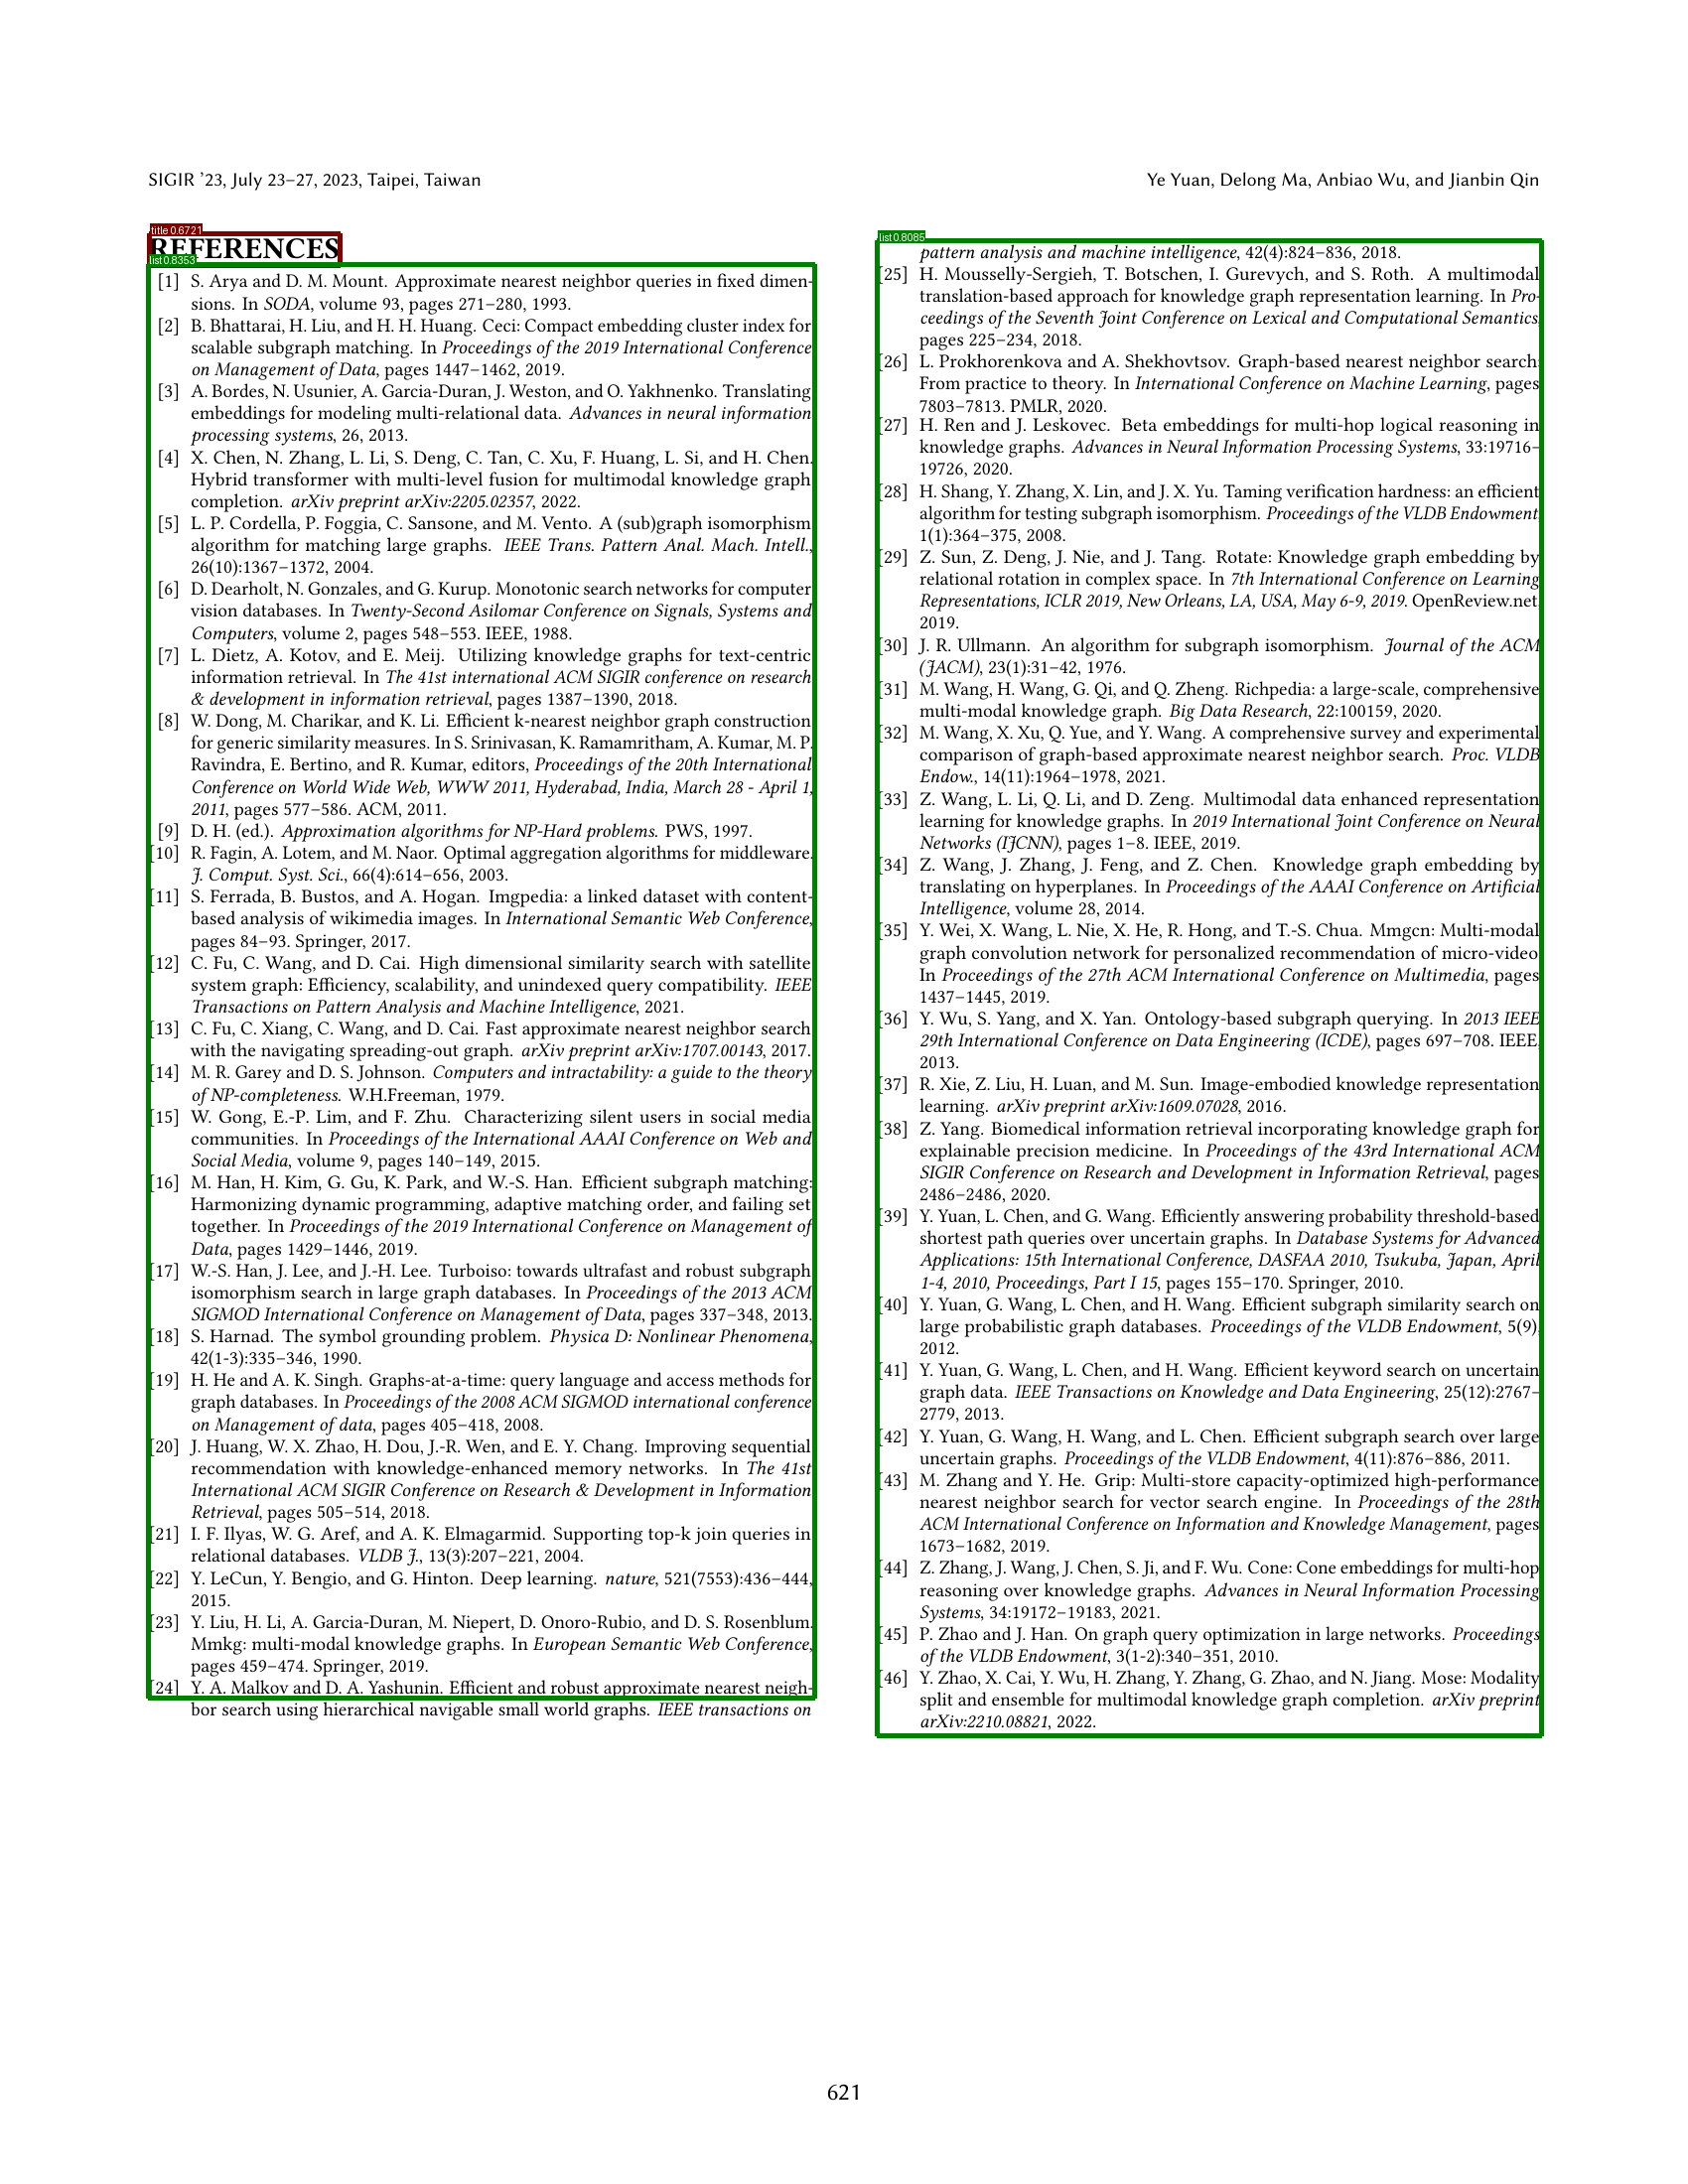 SIGIR ’23, July 23–27, 2023, Taipei, Taiwan
Ye Yuan, Delong Ma, Anbiao Wu, and Jianbin Qin
title 0.6721
REFERENCES
list 0.8353
[1] S. Arya and D. M. Mount. Approximate nearest neighbor queries in fixed dimen-
sions. In SODA, volume 93, pages 271–280, 1993.
[2] B. Bhattarai, H. Liu, and H. H. Huang. Ceci: Compact embedding cluster index for
scalable subgraph matching. In Proceedings of the 2019 International Conference
on Management of Data, pages 1447–1462, 2019.
[3] A. Bordes, N. Usunier, A. Garcia-Duran, J. Weston, and O. Yakhnenko. Translating
embeddings for modeling multi-relational data. Advances in neural information
processing systems, 26, 2013.
[4] X. Chen, N. Zhang, L. Li, S. Deng, C. Tan, C. Xu, F. Huang, L. Si, and H. Chen.
Hybrid transformer with multi-level fusion for multimodal knowledge graph
completion. arXiv preprint arXiv:2205.02357, 2022.
[5] L. P. Cordella, P. Foggia, C. Sansone, and M. Vento. A (sub)graph isomorphism
algorithm for matching large graphs. IEEE Trans. Pattern Anal. Mach. Intell.,
26(10):1367–1372, 2004.
[6] D. Dearholt, N. Gonzales, and G. Kurup. Monotonic search networks for computer
vision databases. In Twenty-Second Asilomar Conference on Signals, Systems and
Computers, volume 2, pages 548–553. IEEE, 1988.
[7] L. Dietz, A. Kotov, and E. Meij. Utilizing knowledge graphs for text-centric
information retrieval. In The 41st international ACM SIGIR conference on research
& development in information retrieval, pages 1387–1390, 2018.
[8] W. Dong, M. Charikar, and K. Li. Efficient k-nearest neighbor graph construction
for generic similarity measures. In S. Srinivasan, K. Ramamritham, A. Kumar, M. P.
Ravindra, E. Bertino, and R. Kumar, editors, Proceedings of the 20th International
Conference on World Wide Web, WWW 2011, Hyderabad, India, March 28 - April 1,
2011, pages 577–586. ACM, 2011.
[9] D. H. (ed.). Approximation algorithms for NP-Hard problems. PWS, 1997.
[10] R. Fagin, A. Lotem, and M. Naor. Optimal aggregation algorithms for middleware.
J. Comput. Syst. Sci., 66(4):614–656, 2003.
[11] S. Ferrada, B. Bustos, and A. Hogan. Imgpedia: a linked dataset with content-
based analysis of wikimedia images. In International Semantic Web Conference,
pages 84–93. Springer, 2017.
[12] C. Fu, C. Wang, and D. Cai. High dimensional similarity search with satellite
system graph: Efficiency, scalability, and unindexed query compatibility. IEEE
Transactions on Pattern Analysis and Machine Intelligence, 2021.
[13] C. Fu, C. Xiang, C. Wang, and D. Cai. Fast approximate nearest neighbor search
with the navigating spreading-out graph. arXiv preprint arXiv:1707.00143, 2017.
[14] M. R. Garey and D. S. Johnson. Computers and intractability: a guide to the theory
of NP-completeness. W.H.Freeman, 1979.
[15] W. Gong, E.-P. Lim, and F. Zhu. Characterizing silent users in social media
communities. In Proceedings of the International AAAI Conference on Web and
Social Media, volume 9, pages 140–149, 2015.
[16] M. Han, H. Kim, G. Gu, K. Park, and W.-S. Han. Efficient subgraph matching:
Harmonizing dynamic programming, adaptive matching order, and failing set
together. In Proceedings of the 2019 International Conference on Management of
Data, pages 1429–1446, 2019.
[17] W.-S. Han, J. Lee, and J.-H. Lee. Turboiso: towards ultrafast and robust subgraph
isomorphism search in large graph databases. In Proceedings of the 2013 ACM
SIGMOD International Conference on Management of Data, pages 337–348, 2013.
[18] S. Harnad. The symbol grounding problem. Physica D: Nonlinear Phenomena,
42(1-3):335–346, 1990.
[19] H. He and A. K. Singh. Graphs-at-a-time: query language and access methods for
graph databases. In Proceedings of the 2008 ACM SIGMOD international conference
on Management of data, pages 405–418, 2008.
[20] J. Huang, W. X. Zhao, H. Dou, J.-R. Wen, and E. Y. Chang. Improving sequential
recommendation with knowledge-enhanced memory networks. In The 41st
International ACM SIGIR Conference on Research & Development in Information
Retrieval, pages 505–514, 2018.
[21] I. F. Ilyas, W. G. Aref, and A. K. Elmagarmid. Supporting top-k join queries in
relational databases. VLDB J., 13(3):207–221, 2004.
[22] Y. LeCun, Y. Bengio, and G. Hinton. Deep learning. nature, 521(7553):436–444,
2015.
[23] Y. Liu, H. Li, A. Garcia-Duran, M. Niepert, D. Onoro-Rubio, and D. S. Rosenblum.
Mmkg: multi-modal knowledge graphs. In European Semantic Web Conference,
pages 459–474. Springer, 2019.
[24] Y. A. Malkov and D. A. Yashunin. Efficient and robust approximate nearest neigh-
bor search using hierarchical navigable small world graphs. IEEE transactions on
list 0.8085
pattern analysis and machine intelligence, 42(4):824–836, 2018.
[25] H. Mousselly-Sergieh, T. Botschen, I. Gurevych, and S. Roth. A multimodal
translation-based approach for knowledge graph representation learning. In Pro-
ceedings of the Seventh Joint Conference on Lexical and Computational Semantics,
pages 225–234, 2018.
[26] L. Prokhorenkova and A. Shekhovtsov. Graph-based nearest neighbor search:
From practice to theory. In International Conference on Machine Learning, pages
7803–7813. PMLR, 2020.
[27] H. Ren and J. Leskovec. Beta embeddings for multi-hop logical reasoning in
knowledge graphs. Advances in Neural Information Processing Systems, 33:19716–
19726, 2020.
[28] H. Shang, Y. Zhang, X. Lin, and J. X. Yu. Taming verification hardness: an efficient
algorithm for testing subgraph isomorphism. Proceedings of the VLDB Endowment,
1(1):364–375, 2008.
[29] Z. Sun, Z. Deng, J. Nie, and J. Tang. Rotate: Knowledge graph embedding by
relational rotation in complex space. In 7th International Conference on Learning
Representations, ICLR 2019, New Orleans, LA, USA, May 6-9, 2019. OpenReview.net,
2019.
[30] J. R. Ullmann. An algorithm for subgraph isomorphism. Journal of the ACM
(JACM), 23(1):31–42, 1976.
[31] M. Wang, H. Wang, G. Qi, and Q. Zheng. Richpedia: a large-scale, comprehensive
multi-modal knowledge graph. Big Data Research, 22:100159, 2020.
[32] M. Wang, X. Xu, Q. Yue, and Y. Wang. A comprehensive survey and experimental
comparison of graph-based approximate nearest neighbor search. Proc. VLDB
Endow., 14(11):1964–1978, 2021.
[33] Z. Wang, L. Li, Q. Li, and D. Zeng. Multimodal data enhanced representation
learning for knowledge graphs. In 2019 International Joint Conference on Neural
Networks (IJCNN), pages 1–8. IEEE, 2019.
[34] Z. Wang, J. Zhang, J. Feng, and Z. Chen. Knowledge graph embedding by
translating on hyperplanes. In Proceedings of the AAAI Conference on Artificial
Intelligence, volume 28, 2014.
[35] Y. Wei, X. Wang, L. Nie, X. He, R. Hong, and T.-S. Chua. Mmgcn: Multi-modal
graph convolution network for personalized recommendation of micro-video.
In Proceedings of the 27th ACM International Conference on Multimedia, pages
1437–1445, 2019.
[36] Y. Wu, S. Yang, and X. Yan. Ontology-based subgraph querying. In 2013 IEEE
29th International Conference on Data Engineering (ICDE), pages 697–708. IEEE,
2013.
[37] R. Xie, Z. Liu, H. Luan, and M. Sun. Image-embodied knowledge representation
learning. arXiv preprint arXiv:1609.07028, 2016.
[38] Z. Yang. Biomedical information retrieval incorporating knowledge graph for
explainable precision medicine. In Proceedings of the 43rd International ACM
SIGIR Conference on Research and Development in Information Retrieval, pages
2486–2486, 2020.
[39] Y. Yuan, L. Chen, and G. Wang. Efficiently answering probability threshold-based
shortest path queries over uncertain graphs. In Database Systems for Advanced
Applications: 15th International Conference, DASFAA 2010, Tsukuba, Japan, April
1-4, 2010, Proceedings, Part I 15, pages 155–170. Springer, 2010.
[40] Y. Yuan, G. Wang, L. Chen, and H. Wang. Efficient subgraph similarity search on
large probabilistic graph databases. Proceedings of the VLDB Endowment, 5(9),
2012.
[41] Y. Yuan, G. Wang, L. Chen, and H. Wang. Efficient keyword search on uncertain
graph data. IEEE Transactions on Knowledge and Data Engineering, 25(12):2767–
2779, 2013.
[42] Y. Yuan, G. Wang, H. Wang, and L. Chen. Efficient subgraph search over large
uncertain graphs. Proceedings of the VLDB Endowment, 4(11):876–886, 2011.
[43] M. Zhang and Y. He. Grip: Multi-store capacity-optimized high-performance
nearest neighbor search for vector search engine. In Proceedings of the 28th
ACM International Conference on Information and Knowledge Management, pages
1673–1682, 2019.
[44] Z. Zhang, J. Wang, J. Chen, S. Ji, and F. Wu. Cone: Cone embeddings for multi-hop
reasoning over knowledge graphs. Advances in Neural Information Processing
Systems, 34:19172–19183, 2021.
[45] P. Zhao and J. Han. On graph query optimization in large networks. Proceedings
of the VLDB Endowment, 3(1-2):340–351, 2010.
[46] Y. Zhao, X. Cai, Y. Wu, H. Zhang, Y. Zhang, G. Zhao, and N. Jiang. Mose: Modality
split and ensemble for multimodal knowledge graph completion. arXiv preprint
arXiv:2210.08821, 2022.
621